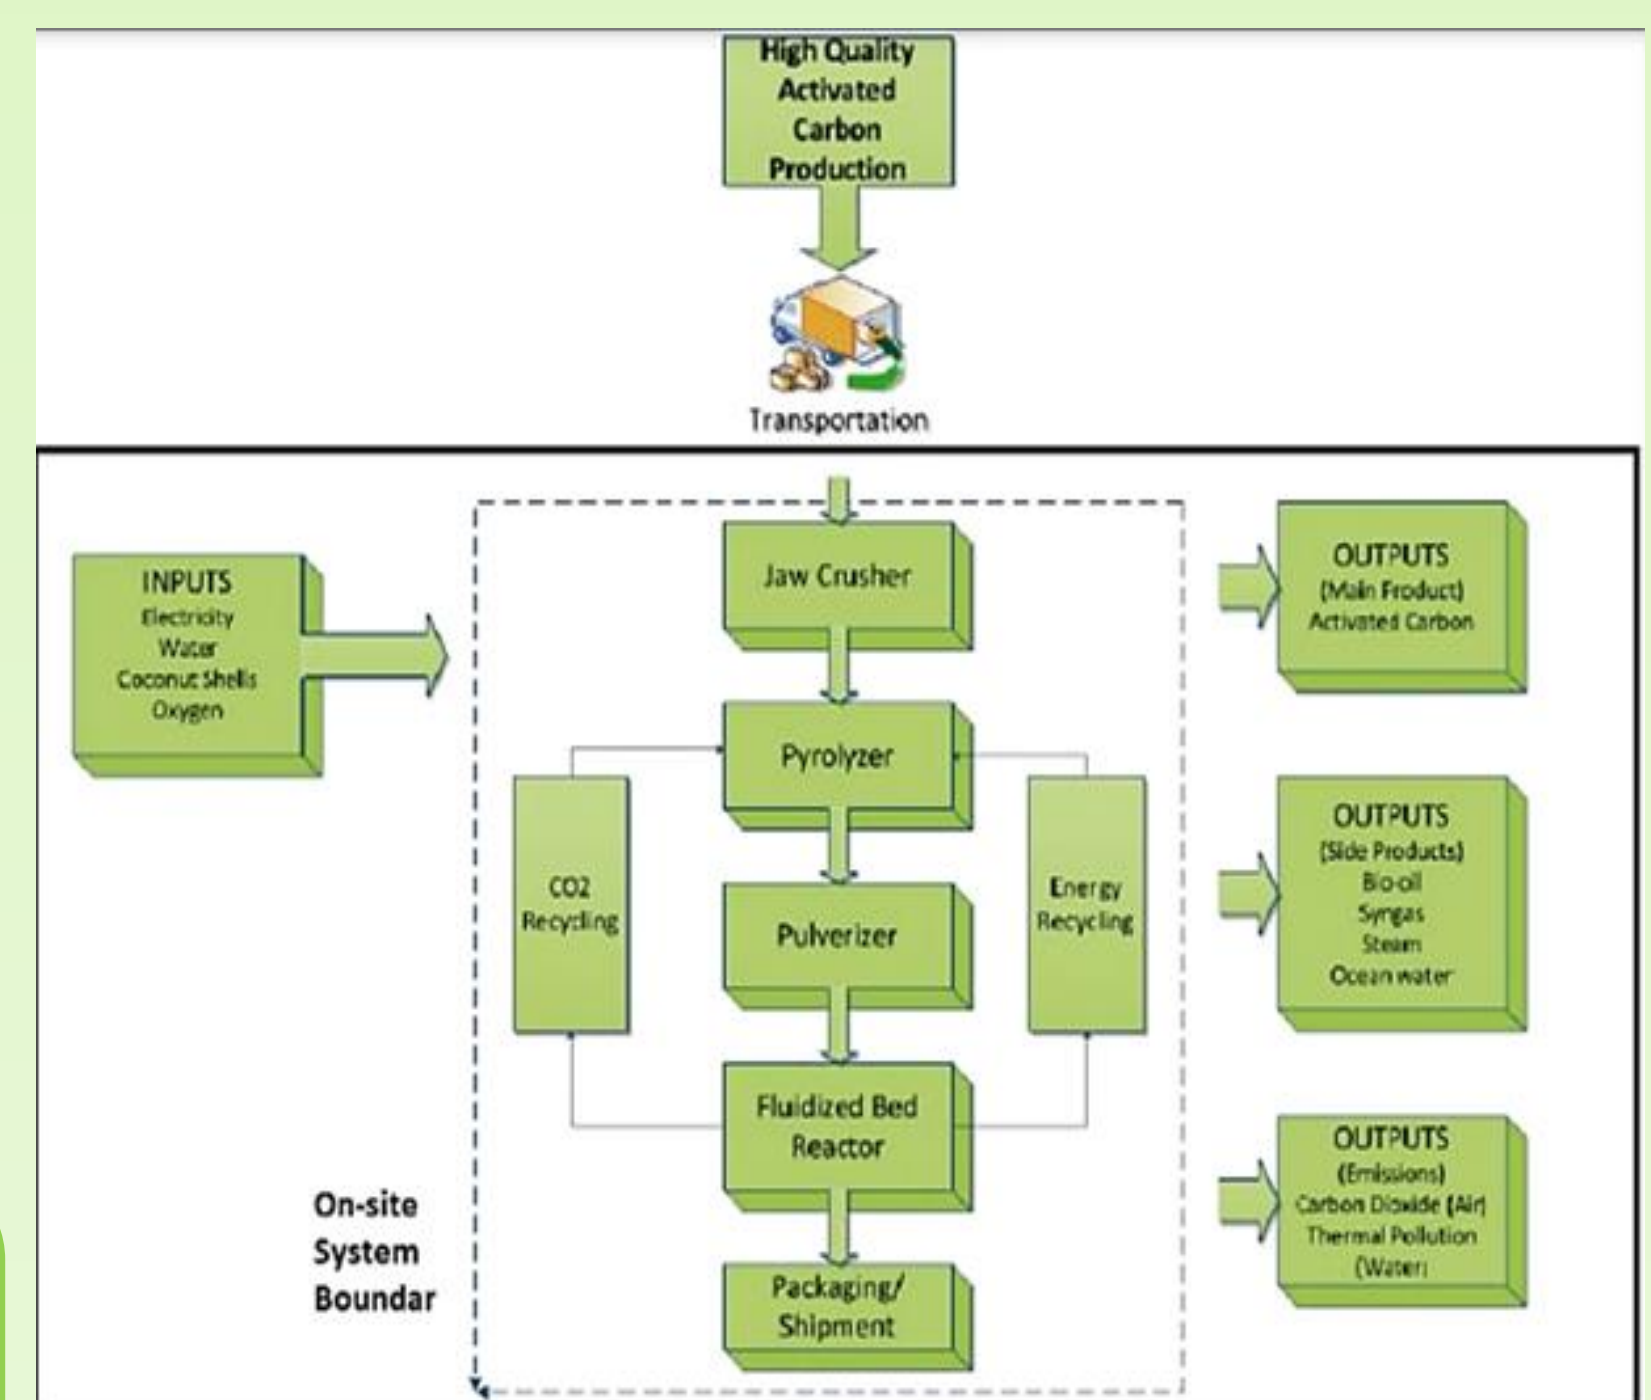 High Quality
Activated
Carbon
Production
Transportation
INPUTS
Electricity
Water
Coconut Shells
Oxygen
Jaw Crusher
Pyrolyzer
CO2
Recycling
Energy
Recycling
Pulverizer
Fluidized Bed
Reactor
Packaging/
Shipment
On-site
System
Boundar
OUTPUTS
(Main Product)
Activated Carbon
OUTPUTS
(Side Products)
Bio-oil
Syngas
Steam
Ocean water
OUTPUTS
(Emissions)
Carbon Dioxide (Air)
Thermal Pollution
(Water)